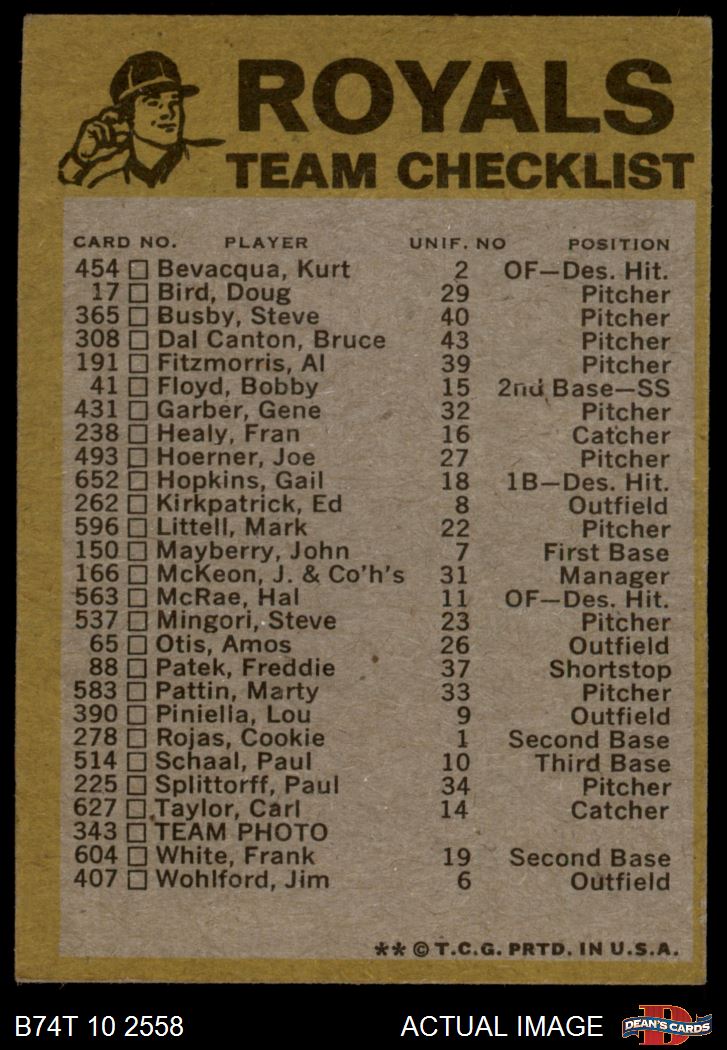 ROYALS
TEAM CHECKLIST
CARD NO. PLAYER UNIF. NO POSITION
454 Bevacqua, Kurt 2 OF—Des. Hit.
17 Bird, Doug 29 Pitcher
365 Busby, Steve 40 Pitcher
308 Dal Canton, Bruce 43 Pitcher
191 Fitzmorris, Al 39 Pitcher
41 Floyd, Bobby 15 2nd Base—SS
431 Garber, Gene 32 Pitcher
238 Healy, Fran 16 Catcher
493 Hoerner, Joe 27 Pitcher
652 Hopkins, Gail 18 1B—Des. Hit.
262 Kirkpatrick, Ed 8 Outfield
596 Littell, Mark 22 Pitcher
150 Mayberry, John 7 First Base
166 McKeon, J. & Co'h's 31 Manager
563 McRae, Hal 11 OF—Des. Hit.
537 Mingori, Steve 23 Pitcher
65 Otis, Amos 26 Outfield
88 Patek, Freddie 37 Shortstop
583 Pattin, Marty 33 Pitcher
390 Piniella, Lou 9 Outfield
278 Rojas, Cookie 1 Second Base
514 Schaal, Paul 10 Third Base
225 Splittorff, Paul 34 Pitcher
627 Taylor, Carl 14 Catcher
343 TEAM PHOTO
604 White, Frank 19 Second Base
407 Wohlford, Jim 6 Outfield
** © T.C.G. PRTD. IN U.S.A.
B74T 10 2558 ACTUAL IMAGE D DEAN'S CARDS